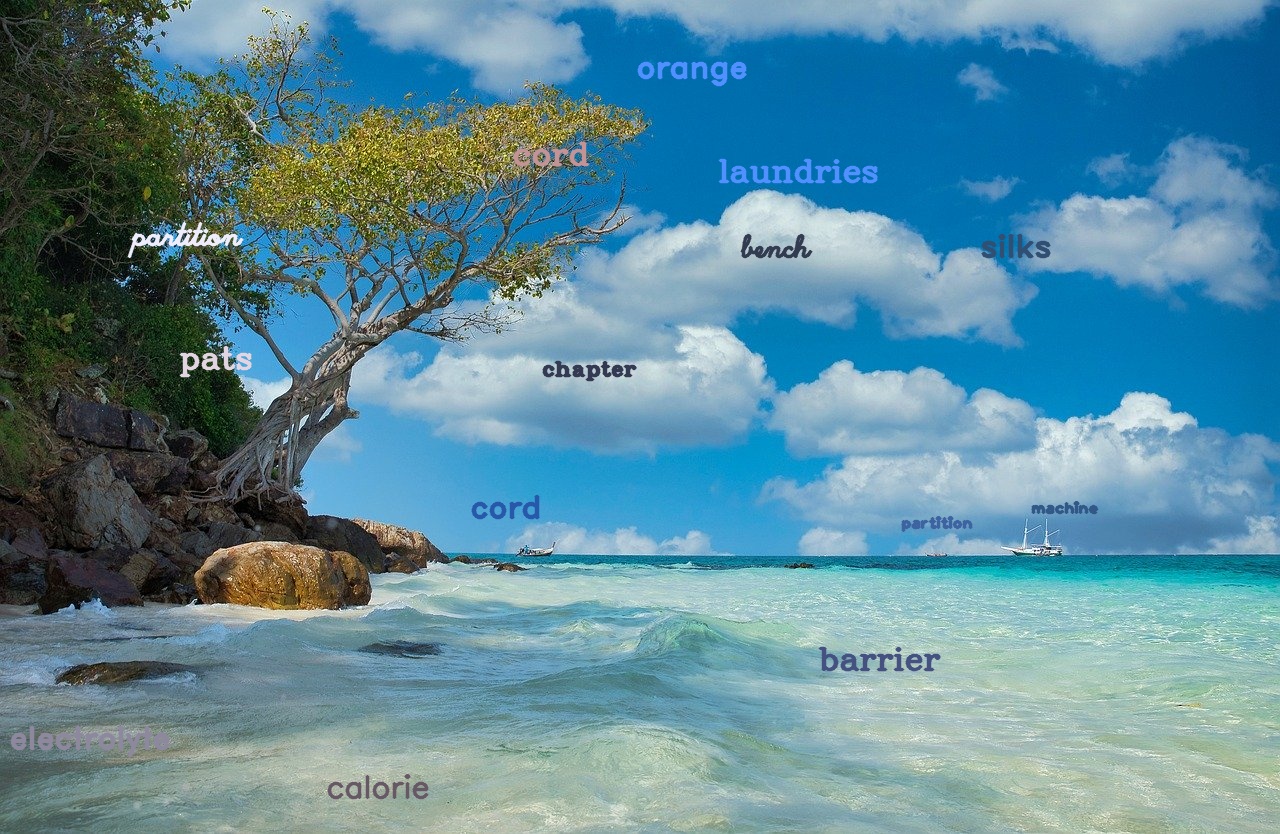 orange
cord
laundries
partition
bench
silks
pats
chapter
cord
machine
partition
barrier
electrolyte
calorie